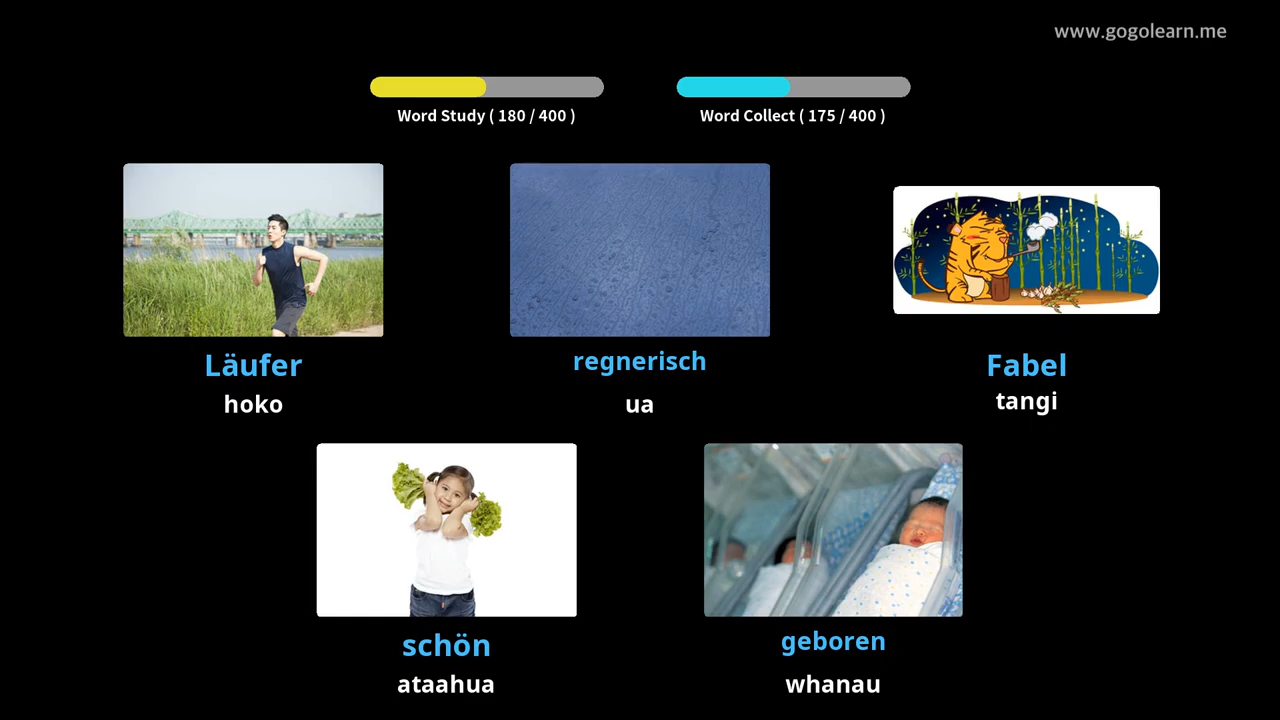 www.gogolearn.me
Word Study ( 180 / 400 )
Word Collect ( 175 / 400 )
Läufer
hoko
regnerisch
ua
Fabel
tangi
schön
ataahua
geboren
whanau